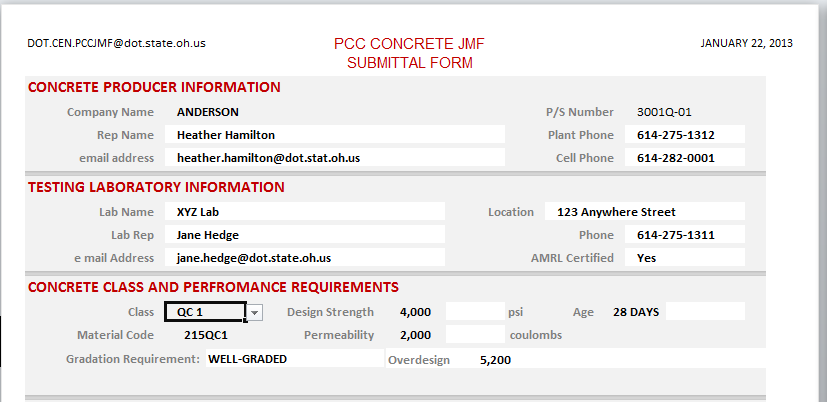 DOT.CEN.PCCJMF@dot.state.oh.us PCC CONCRETE JMF JANUARY 22, 2013
SUBMITTAL FORM
CONCRETE PRODUCER INFORMATION
Company Name ANDERSON P/S Number 3001Q-01
Rep Name Heather Hamilton Plant Phone 614-275-1312
email address heather.hamilton@dot.stat.oh.us Cell Phone 614-282-0001
TESTING LABORATORY INFORMATION
Lab Name XYZ Lab Location 123 Anywhere Street
Lab Rep Jane Hedge Phone 614-275-1311
e mail Address jane.hedge@dot.state.oh.us AMRL Certified Yes
CONCRETE CLASS AND PERFROMANCE REQUIREMENTS
Class QC 1 Design Strength 4,000 psi Age 28 DAYS
Material Code 215QC1 Permeability 2,000 coulombs
Gradation Requirement: WELL-GRADED Overdesign 5,200